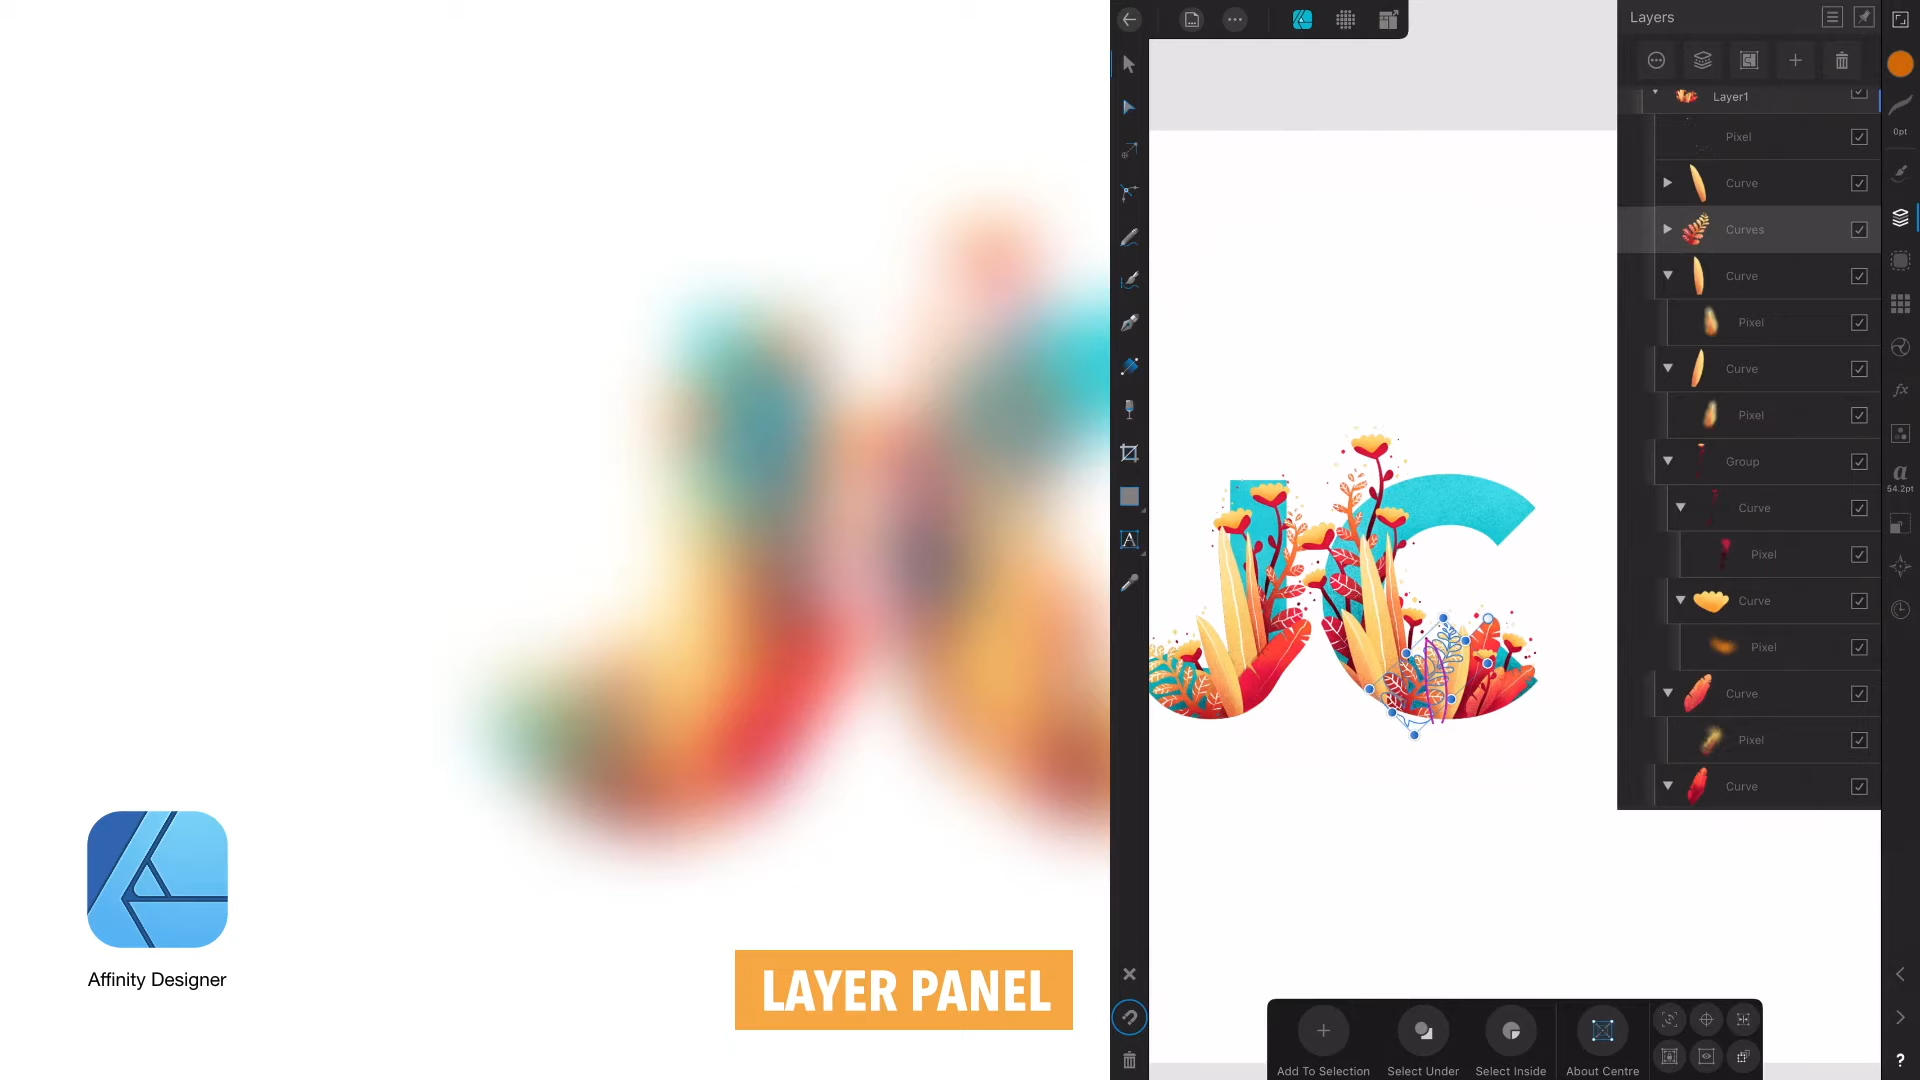 Affinity Designer
LAYER PANEL
Layers
Layer1
Pixel
Curve
Curves
Curve
Pixel
Curve
Pixel
Group
Curve
Pixel
Curve
Pixel
Curve
Pixel
Curve
0pt
fx
a
54.2pt
A
?
Add To Selection
Select Under
Select Inside
About Centre